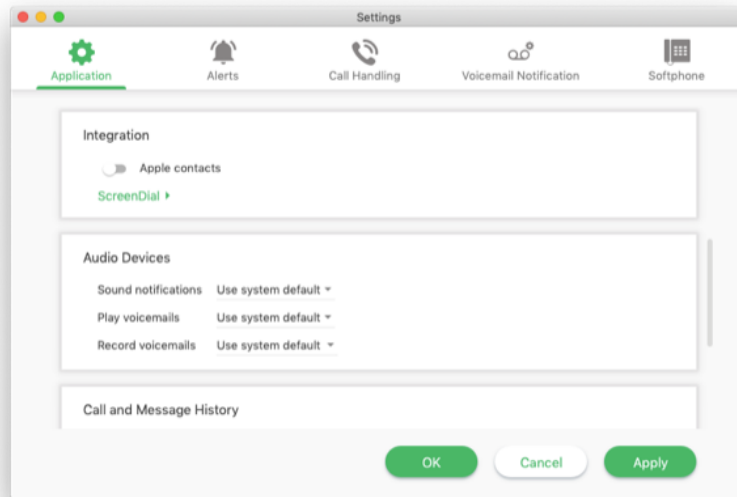 Settings
Application Alerts Call Handling Voicemail Notification Softphone
Integration
Apple contacts
ScreenDial
Audio Devices
Sound notifications Use system default
Play voicemails Use system default
Record voicemails Use system default
Call and Message History
OK Cancel Apply